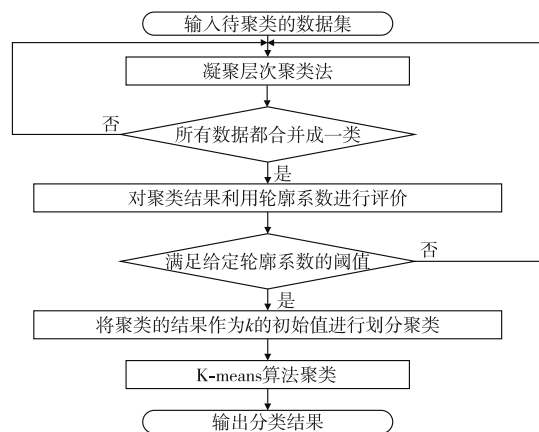 输入待聚类的数据集
凝聚层次聚类法
否
所有数据都合并成一类
是
对聚类结果利用轮廓系数进行评价
否
满足给定轮廓系数的阈值
是
将聚类的结果作为k的初始值进行划分聚类
K-means算法聚类
输出分类结果